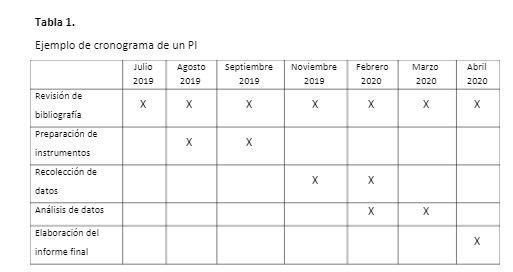 Tabla 1.
Ejemplo de cronograma de un PI
Julio 2019 Agosto 2019 Septiembre 2019 Noviembre 2019 Febrero 2020 Marzo 2020 Abril 2020
Revisión de bibliografía X X X X X X X
Preparación de instrumentos X X
Recolección de datos X X
Análisis de datos X X
Elaboración del informe final X